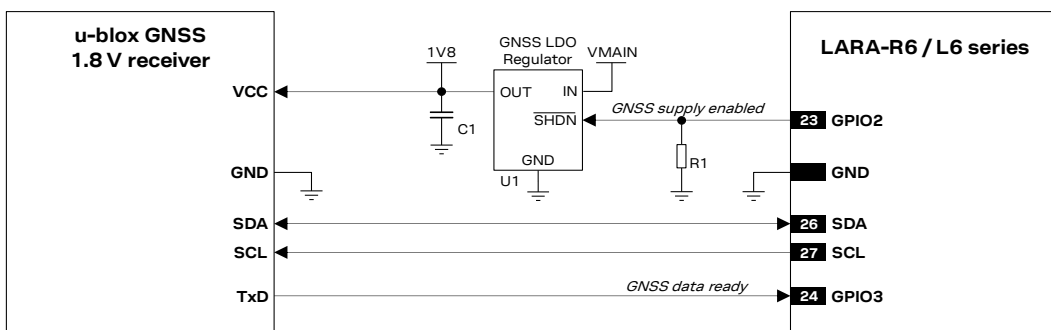 u-blox GNSS
1.8 V receiver
VCC
GND
SDA
SCL
TxD
1V8
C1
GNSS LDO
Regulator
VMAIN
OUT
IN
SHDN
GND
U1
GNSS supply enabled
R1
GNSS data ready
LARA-R6 / L6 series
23 GPIO2
GND
26 SDA
27 SCL
24 GPIO3